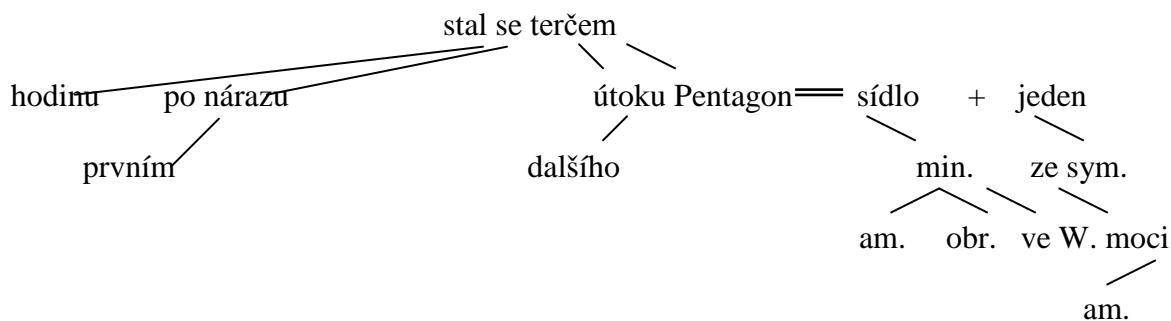 stal se terčem
hodinu po nárazu útoku Pentagon sídlo + jeden
prvním dalšího min. ze sym.
am. obr. ve W. moci
am.